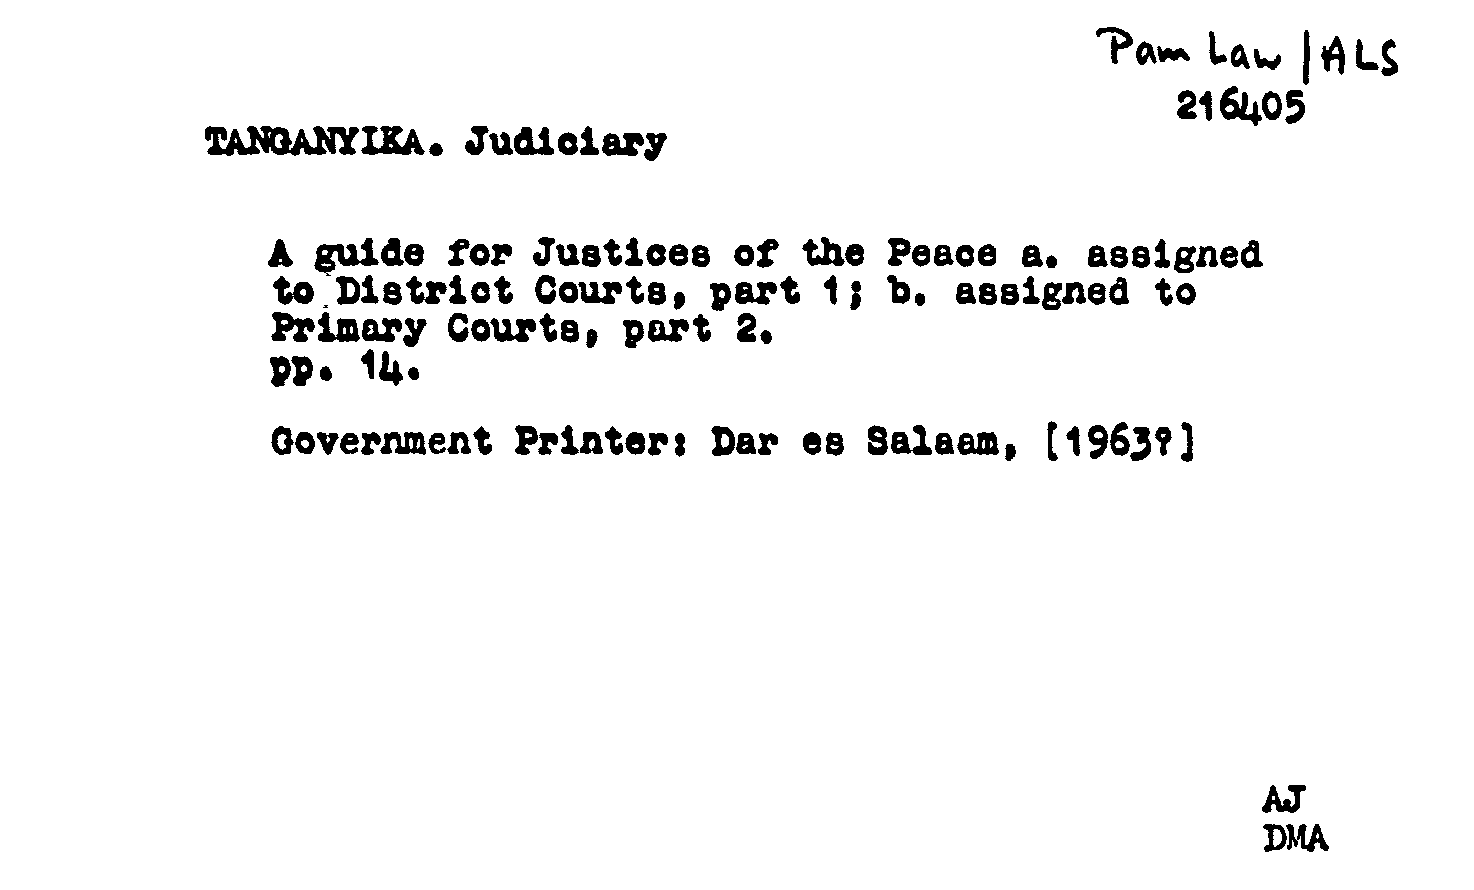 Pam Law | ALS
216405
TANGANYIKA. Judiciary
A guide for Justices of the Peace a. assigned
to District Courts, part 1; b. assigned to
Primary Courts, part 2.
pp. 14.
Government Printer: Dar es Salaam, [1963?]
AJ
DMA